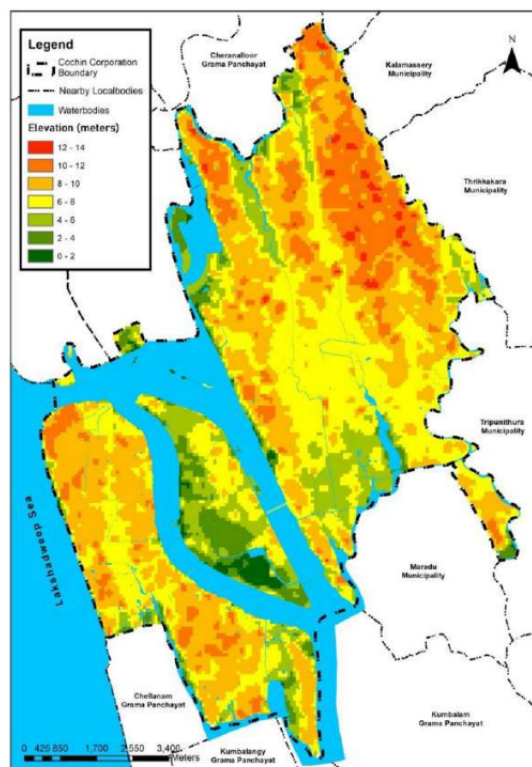 Legend
Cochin Corporation
Boundary
Nearby Localbodies
Waterbodies
Elevation (meters)
12 - 14
10 - 12
8 - 10
6 - 8
4 - 6
2 - 4
0 - 2
Cheranalloor
Grama Panchayat
Kalamassery
Municipality
N
Thrikkakara
Municipality
Tripunithura
Municipality
Lakshadweep Sea
Maradu
Municipality
Chellanam
Grama Panchayat
Kumbalam
Grama Panchayat
Kumbalangy
Grama Panchayat
0 425 850 1,700 2,550 3,400
Meters